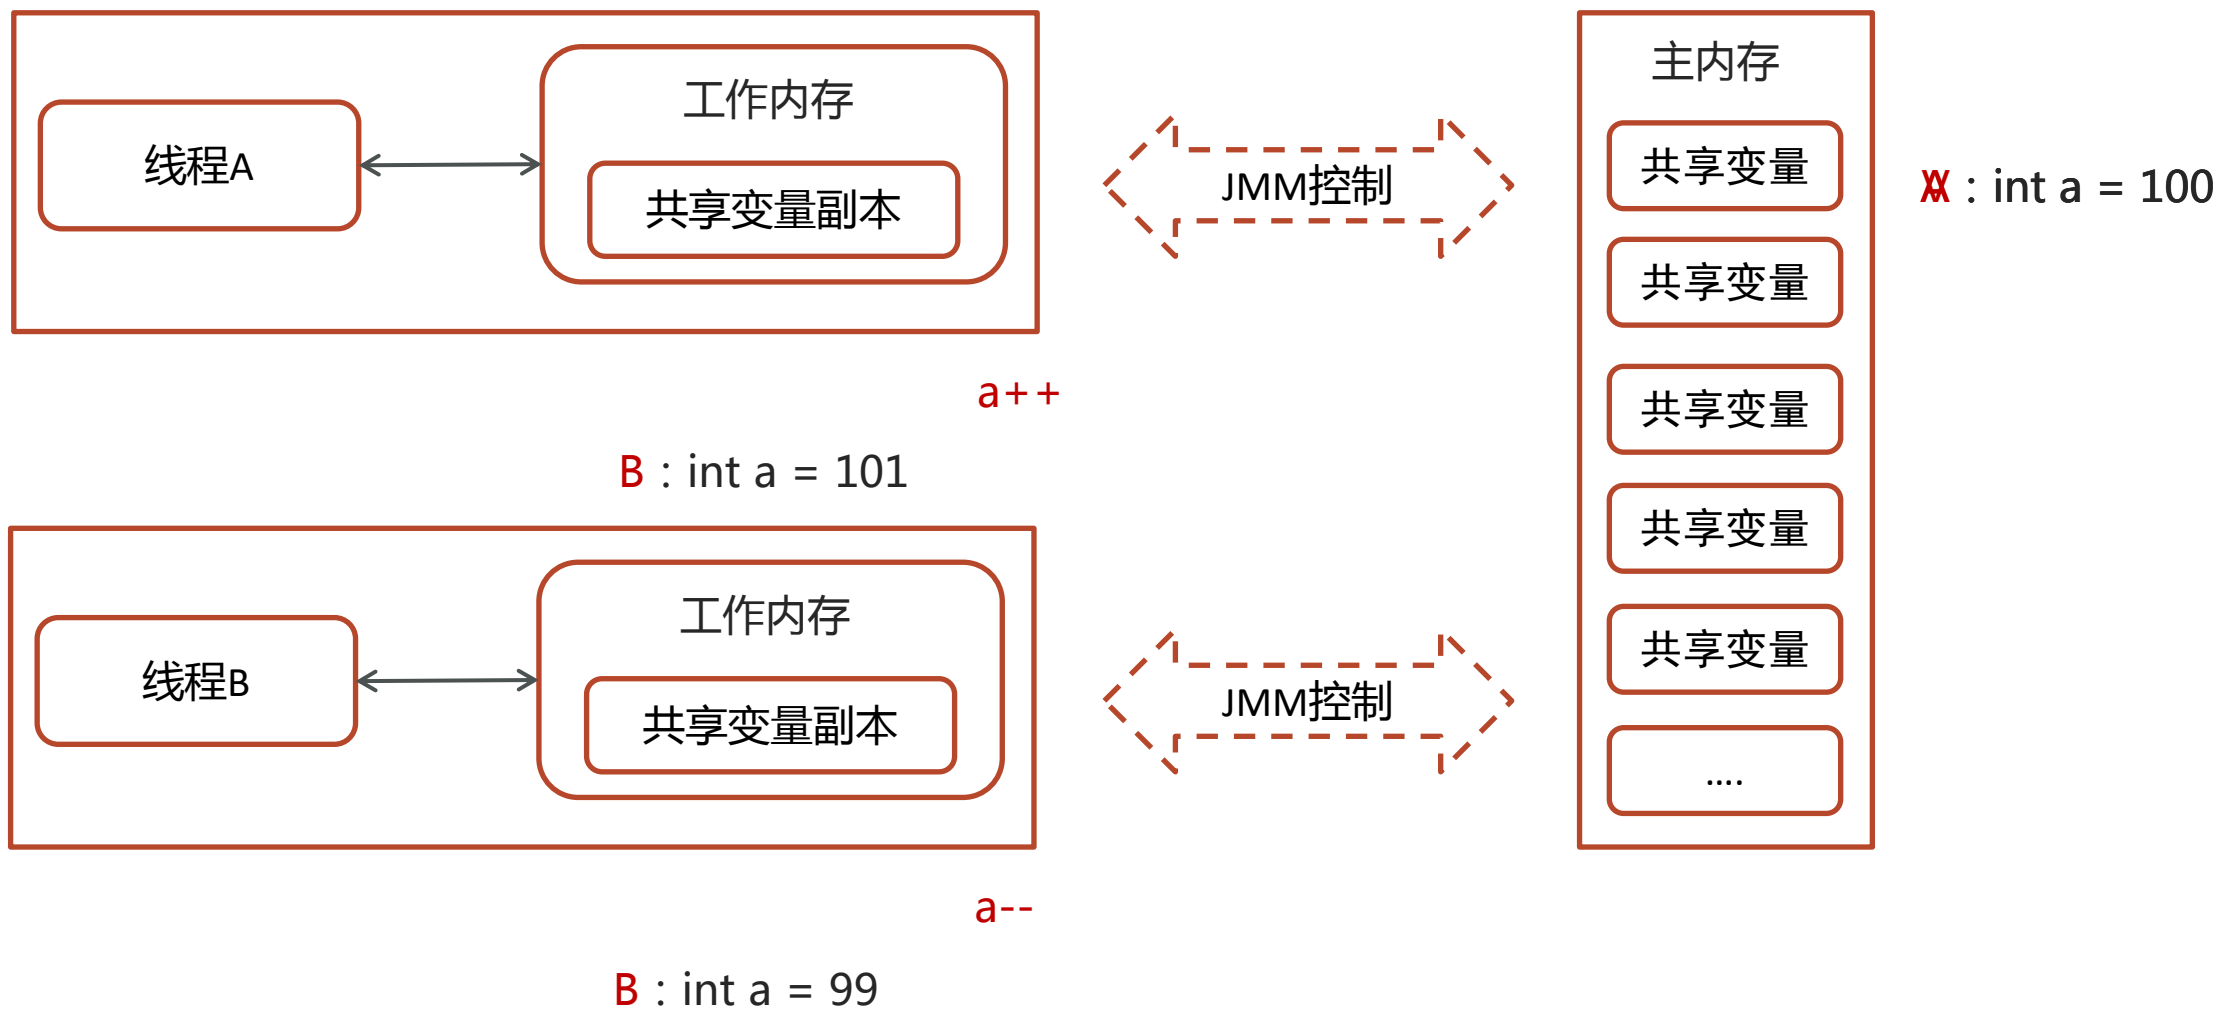 线程A
工作内存
共享变量副本
JMM控制
a++
B：int a = 101
线程B
工作内存
共享变量副本
JMM控制
a--
B：int a = 99
主内存
共享变量
共享变量
共享变量
共享变量
共享变量
....
：int a = 100